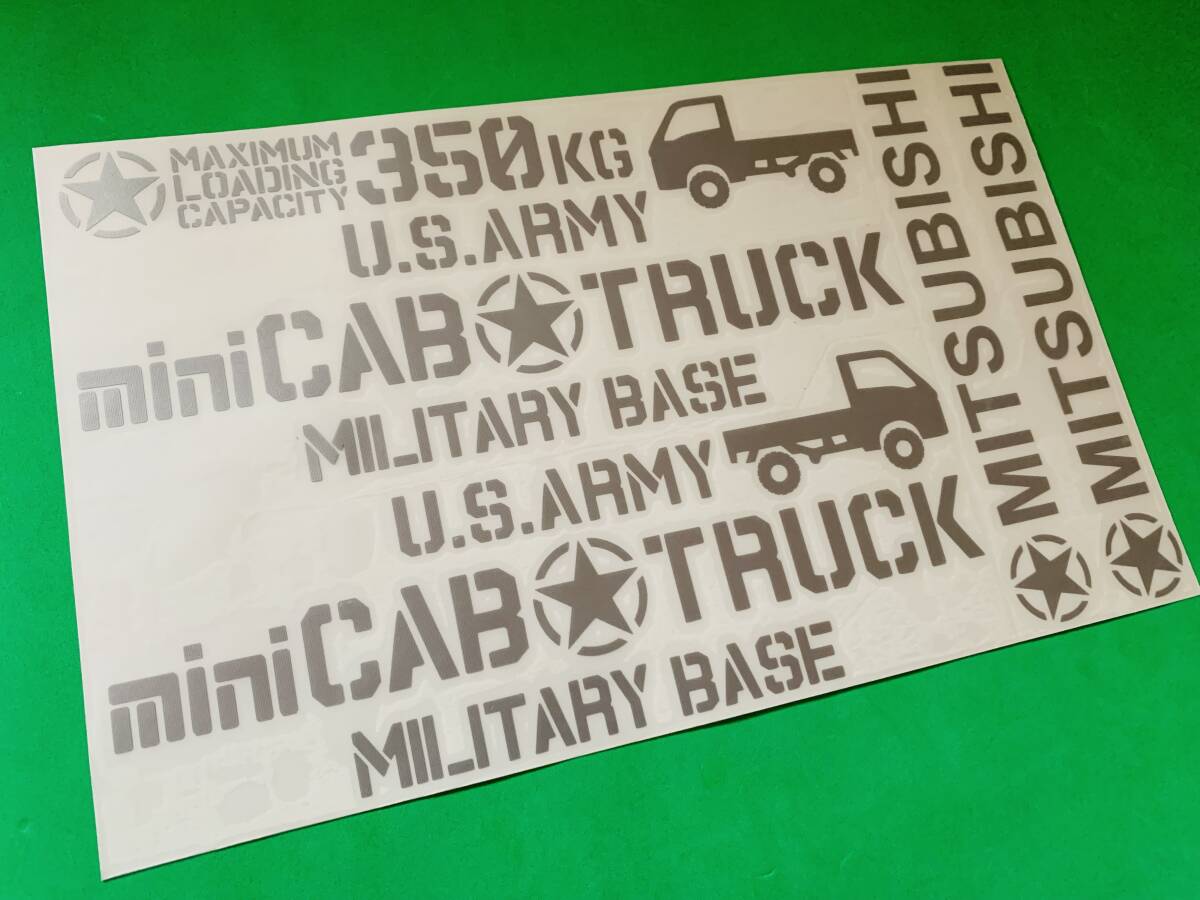 MAXIMUM
LOADING
CAPACITY
350KG
U.S.ARMY
miniCAB TRUCK
MILITARY BASE
U.S.ARMY
miniCAB TRUCK
MILITARY BASE
MITSUBISHI
MITSUBISHI